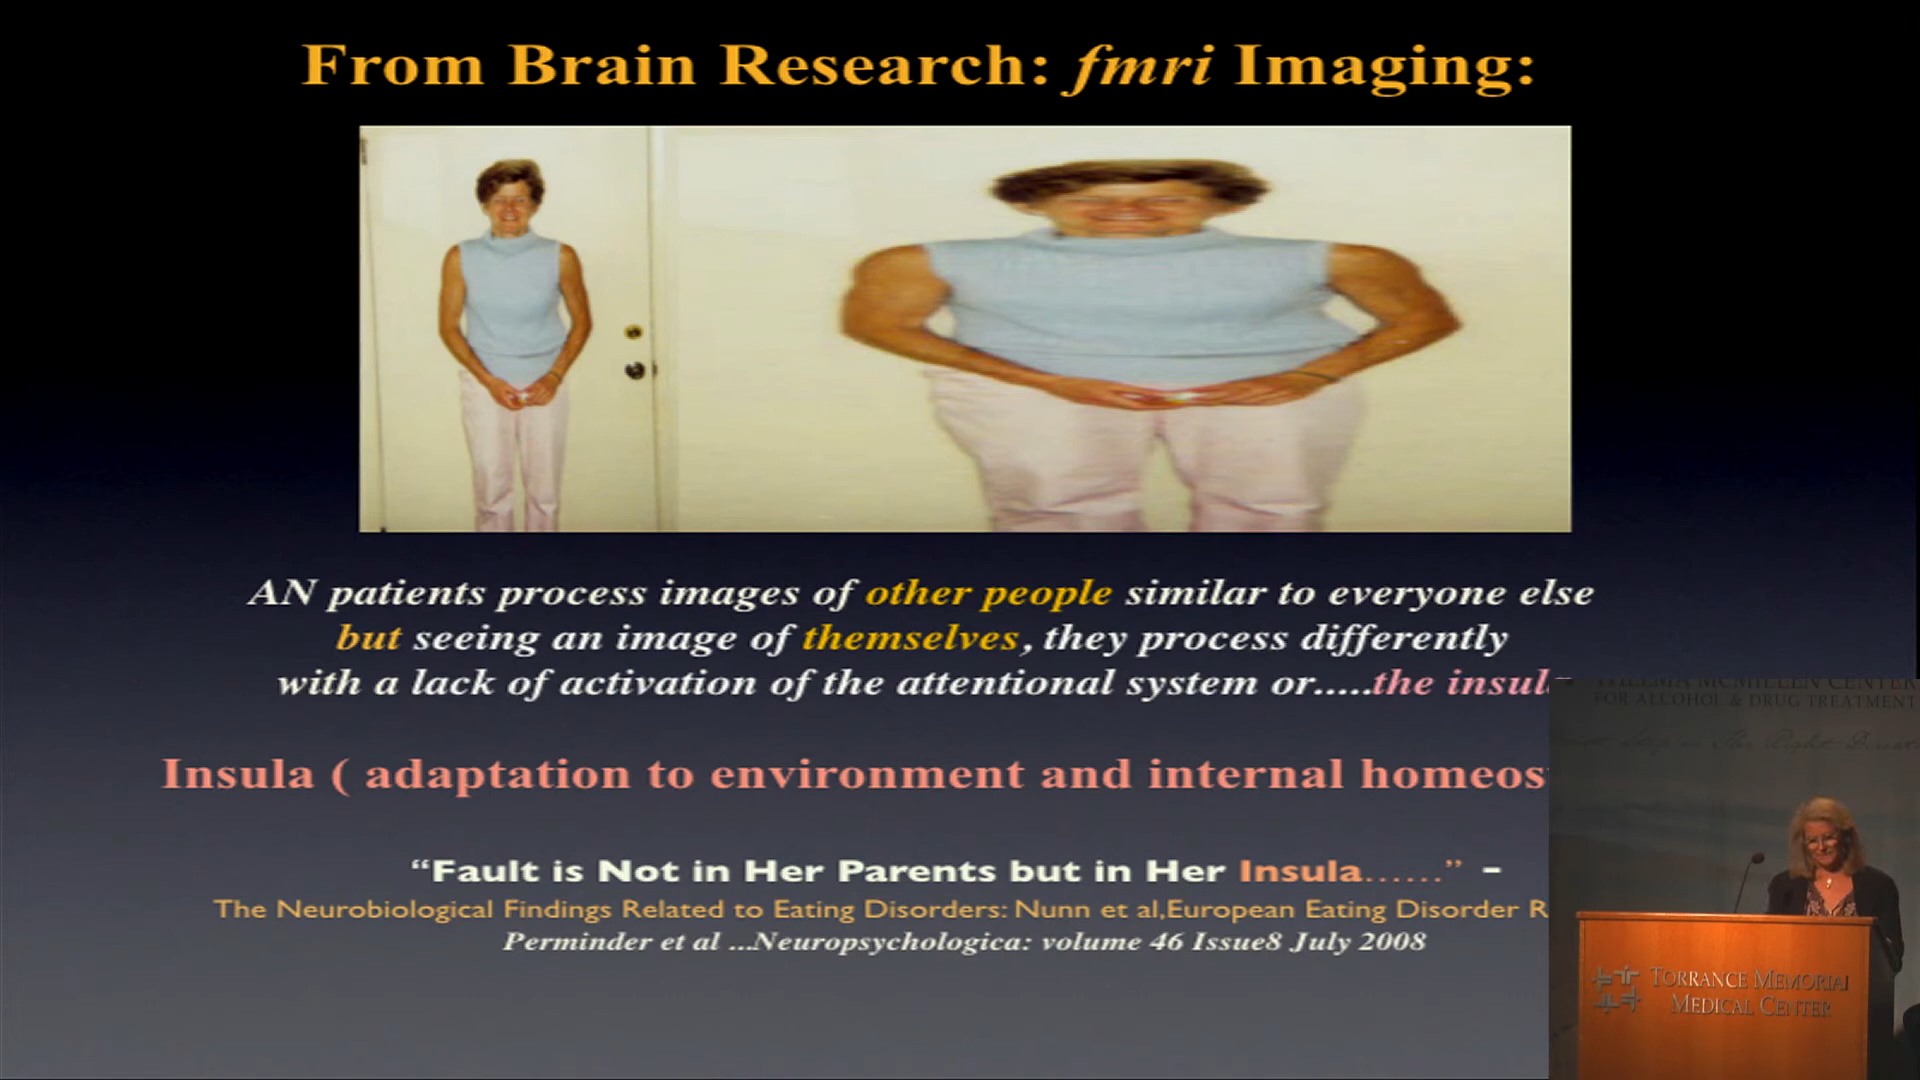 From Brain Research: fmri Imaging:
AN patients process images of other people similar to everyone else
but seeing an image of themselves, they process differently
with a lack of activation of the attentional system or.....the insula
Insula ( adaptation to environment and internal homeos
“Fault is Not in Her Parents but in Her Insula......” -
The Neurobiological Findings Related to Eating Disorders: Nunn et al,European Eating Disorder R
Perminder et al ...Neuropsychologica: volume 46 Issue8 July 2008
THELMA MCMILLEN CENTER
FOR ALCOHOL & DRUG TREATMENT
TORRANCE MEMORIAL
MEDICAL CENTER